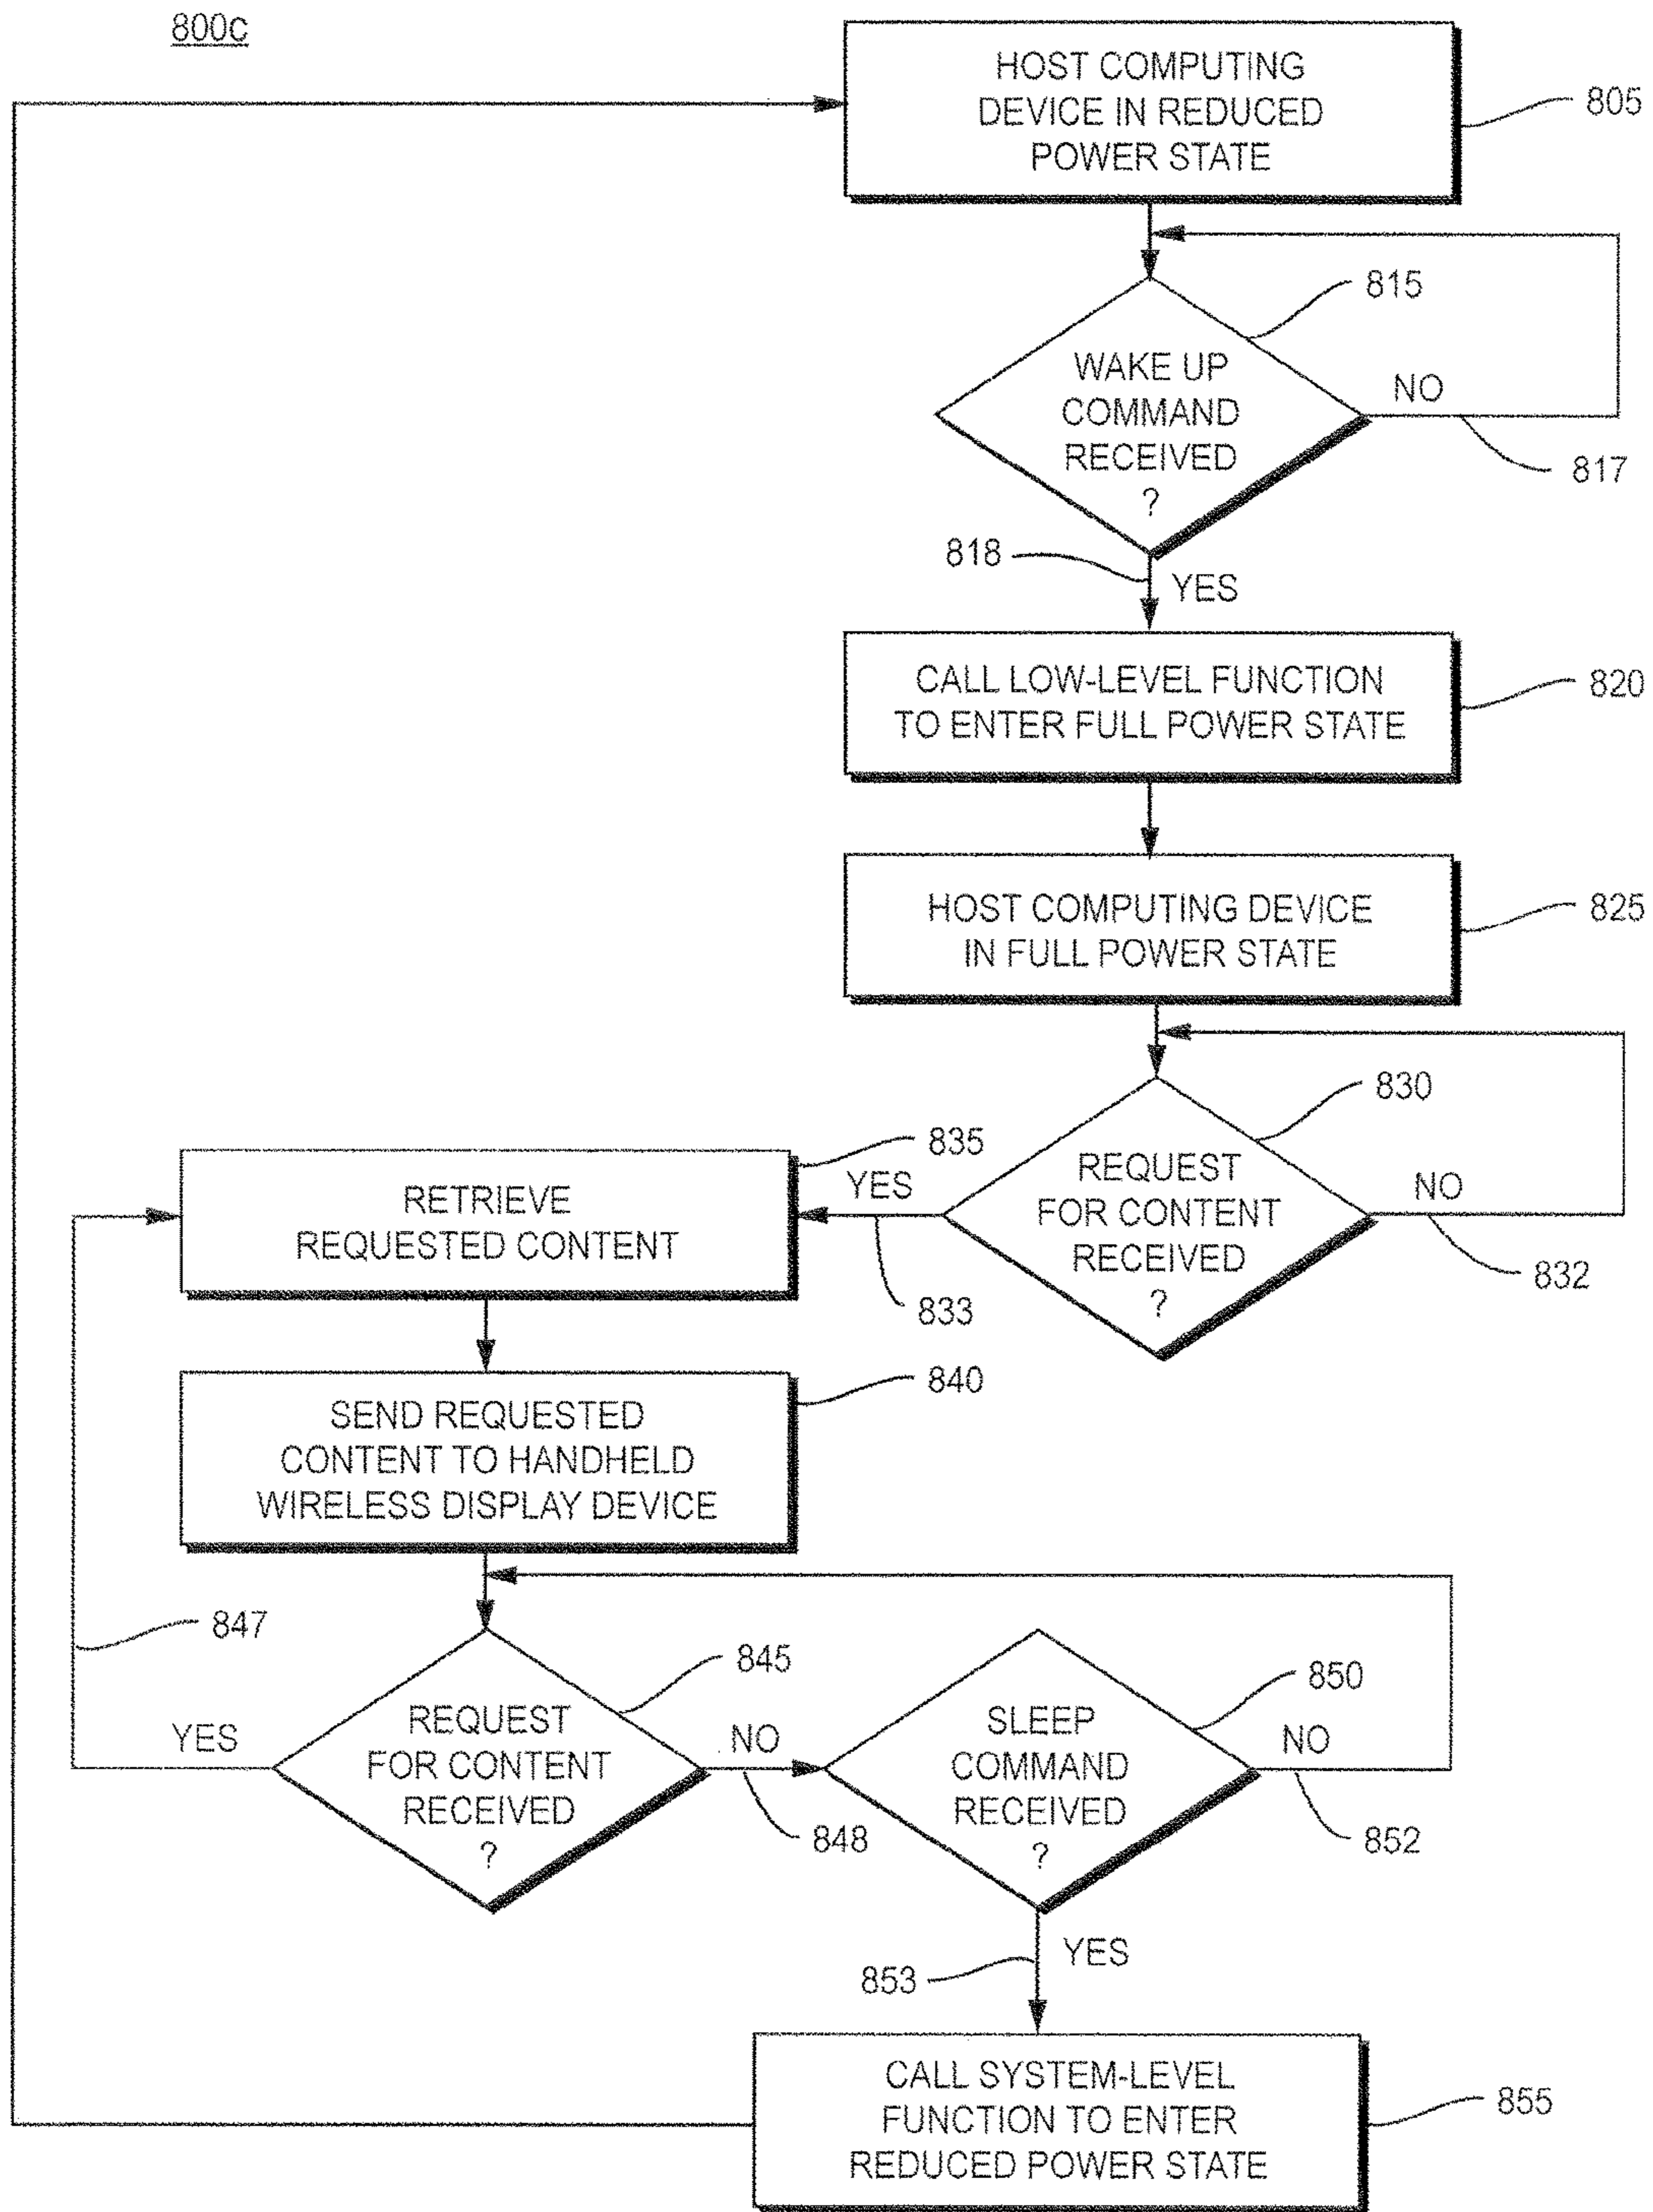 800c
HOST COMPUTING
DEVICE IN REDUCED
POWER STATE
805
815
WAKE UP
COMMAND
RECEIVED
?
NO
817
818
YES
CALL LOW-LEVEL FUNCTION
TO ENTER FULL POWER STATE
820
HOST COMPUTING DEVICE
IN FULL POWER STATE
825
830
REQUEST
FOR CONTENT
RECEIVED
?
NO
832
YES
833
835
RETRIEVE
REQUESTED CONTENT
840
SEND REQUESTED
CONTENT TO HANDHELD
WIRELESS DISPLAY DEVICE
847
845
REQUEST
FOR CONTENT
RECEIVED
?
YES
NO
848
850
SLEEP
COMMAND
RECEIVED
?
NO
852
853
YES
CALL SYSTEM-LEVEL
FUNCTION TO ENTER
REDUCED POWER STATE
855